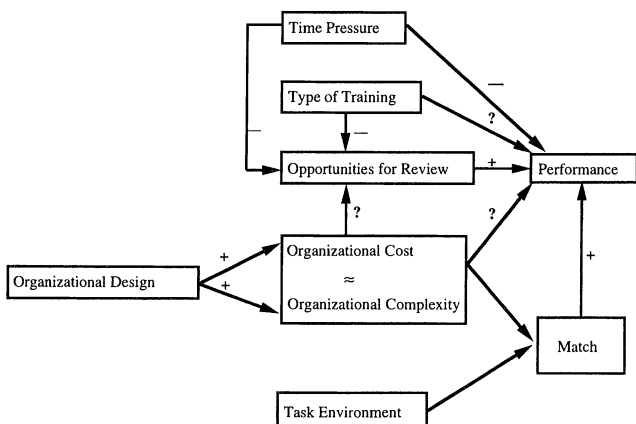 Time Pressure
—
Type of Training
?
—
—
Opportunities for Review
+
Performance
?
?
+
Organizational Cost
+
Organizational Design
≈
+
Organizational Complexity
Match
Task Environment